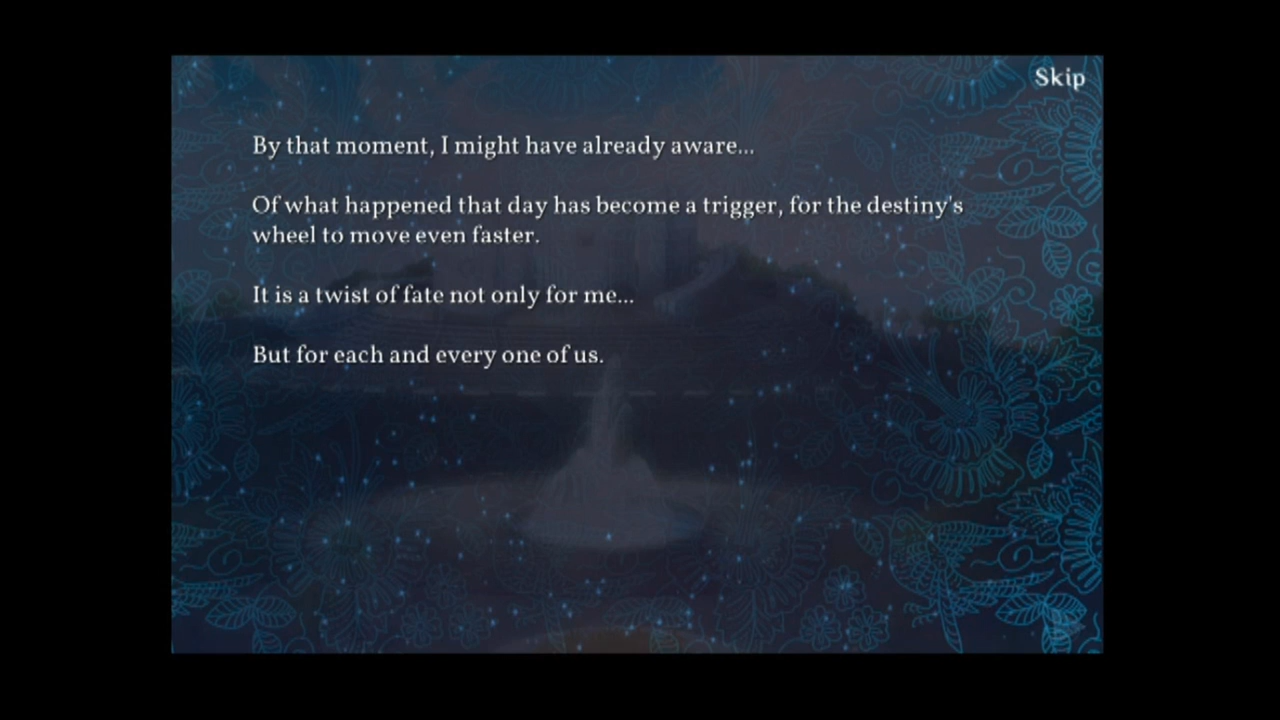 Skip
By that moment, I might have already aware...
Of what happened that day has become a trigger, for the destiny's
wheel to move even faster.
It is a twist of fate not only for me...
But for each and every one of us.